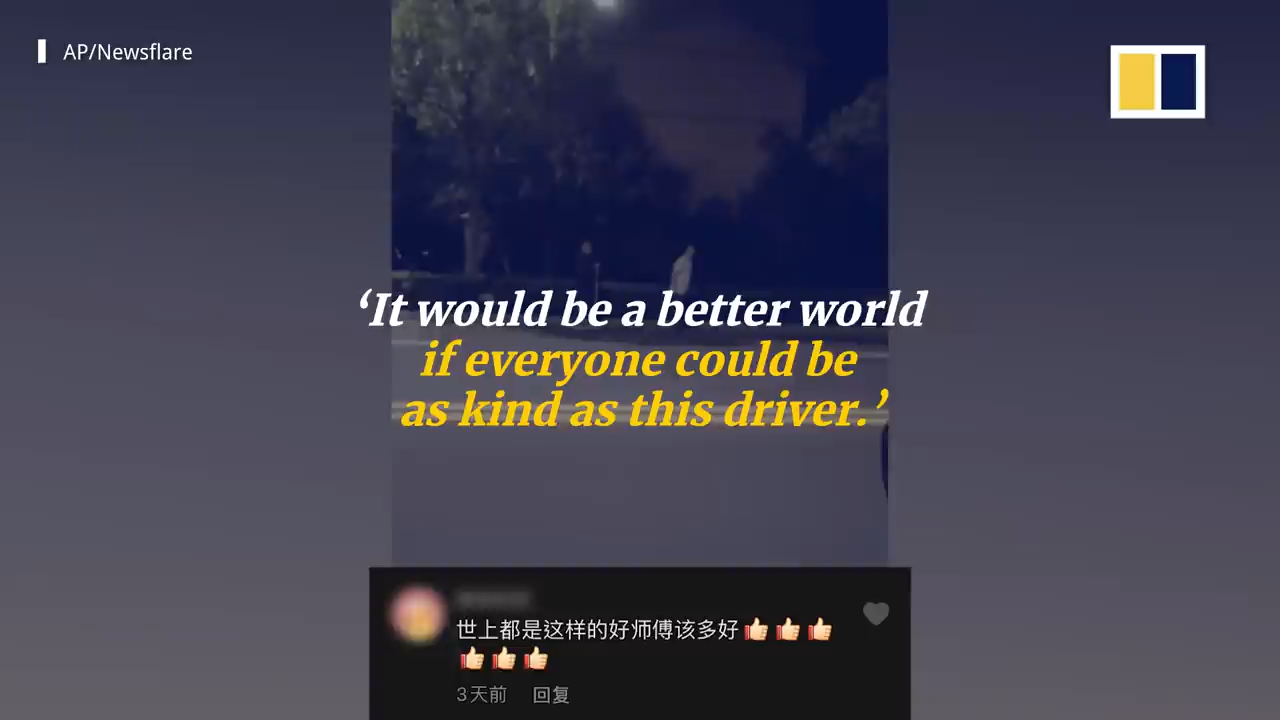 AP/Newsflare
‘It would be a better world
if everyone could be
as kind as this driver.’
世上都是这样的好师傅该多好👍🏻👍🏻👍🏻
👍🏻👍🏻👍🏻
3天前 回复